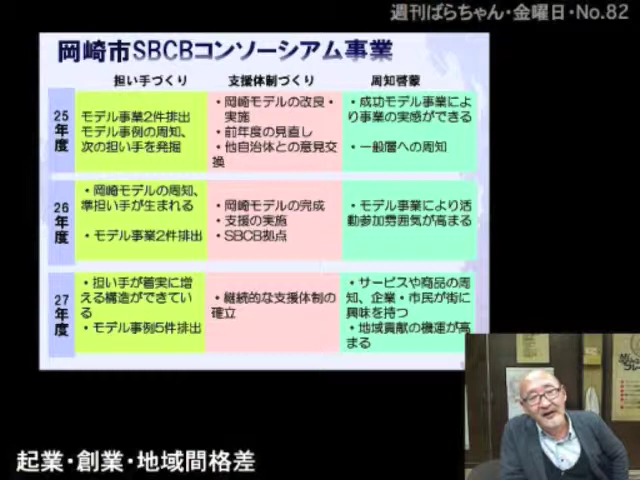 週刊ばらちゃん・金曜日・No.82
岡崎市SBCBコンソーシアム事業
担い手づくり 支援体制づくり 周知啓蒙
25年度
モデル事業2件排出
モデル事例の周知、
次の担い手を発掘
・岡崎モデルの改良・
実施
・前年度の見直し
・他自治体との意見交
換
・成功モデル事業によ
り事業の実感ができる
・一般層への周知
26年度
・岡崎モデルの周知、
準担い手が生まれる
・モデル事業2件排出
・岡崎モデルの完成
・支援の実施
・SBCB拠点
・モデル事業により活
動参加雰囲気が高まる
27年度
・担い手が着実に増
える構造ができてい
る
・モデル事例5件排出
・継続的な支援体制の
確立
・サービスや商品の周
知、企業・市民が街に
興味を持つ
・地域貢献の機運が高
まる
起業・創業・地域間格差